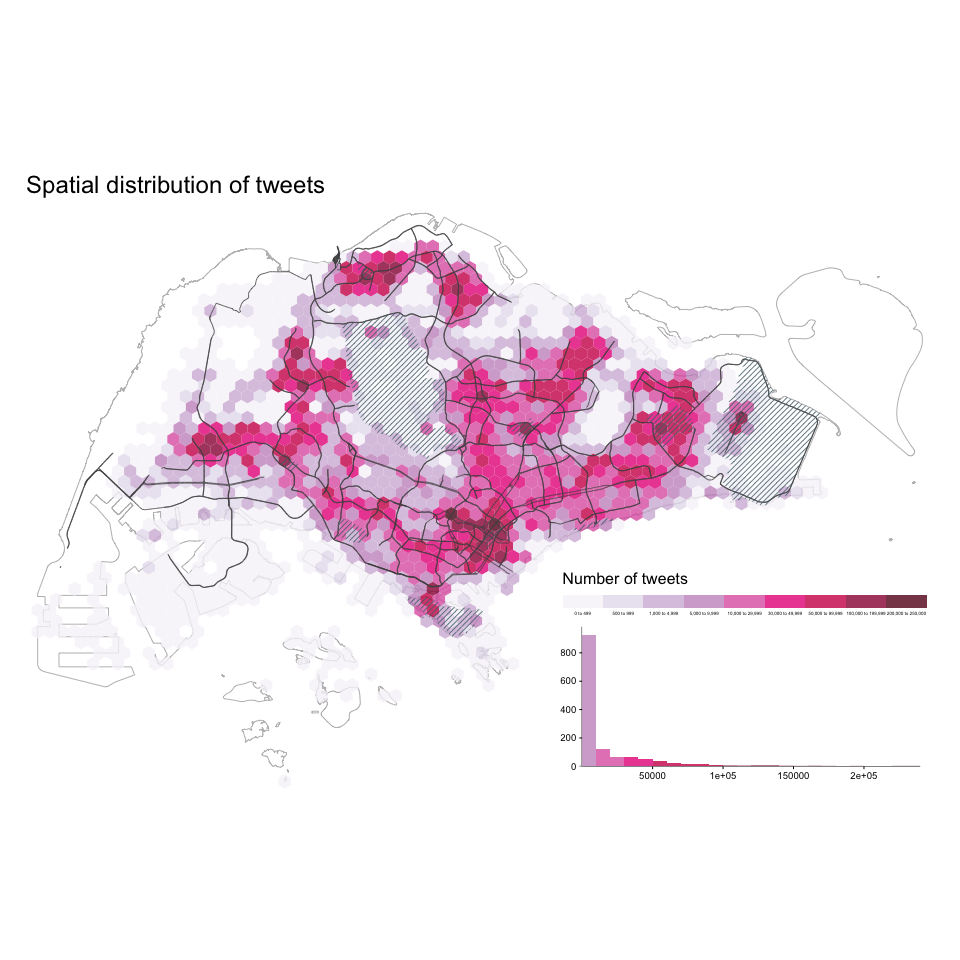 Spatial distribution of tweets
Number of tweets
0 to 499 500 to 999 1,000 to 4,999 5,000 to 9,999 10,000 to 29,999 30,000 to 49,999 50,000 to 99,999 100,000 to 199,999 200,000 to 250,000
800
600
400
200
0
50000 1e+05 150000 2e+05